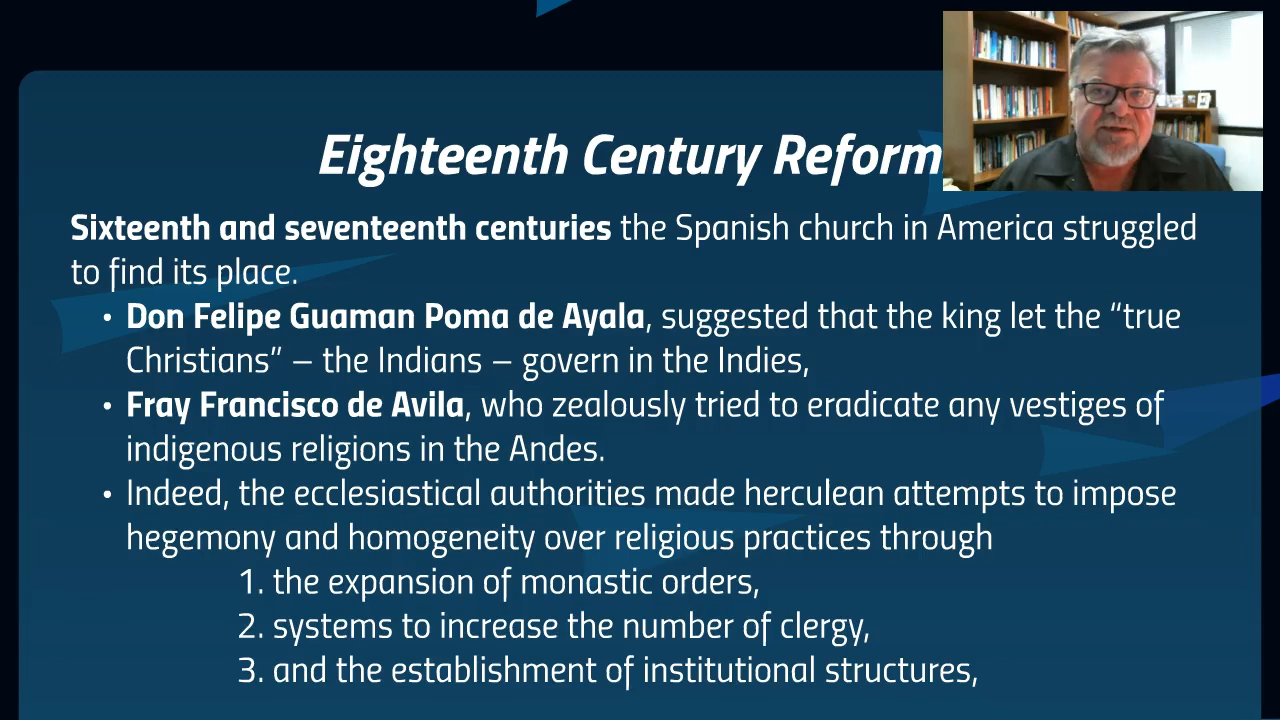 Eighteenth Century Reform
Sixteenth and seventeenth centuries the Spanish church in America struggled
to find its place.
• Don Felipe Guaman Poma de Ayala, suggested that the king let the “true
Christians” – the Indians – govern in the Indies,
• Fray Francisco de Avila, who zealously tried to eradicate any vestiges of
indigenous religions in the Andes.
• Indeed, the ecclesiastical authorities made herculean attempts to impose
hegemony and homogeneity over religious practices through
1. the expansion of monastic orders,
2. systems to increase the number of clergy,
3. and the establishment of institutional structures,